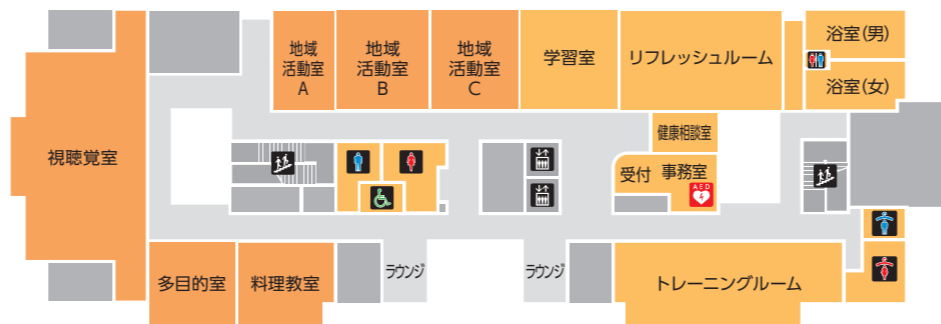 地域
活動室
A
地域
活動室
B
地域
活動室
C
学習室
リフレッシュルーム
浴室(男)
浴室(女)
視聴覚室
健康相談室
受付
事務室
AED
多目的室
料理教室
ラウンジ
ラウンジ
トレーニングルーム